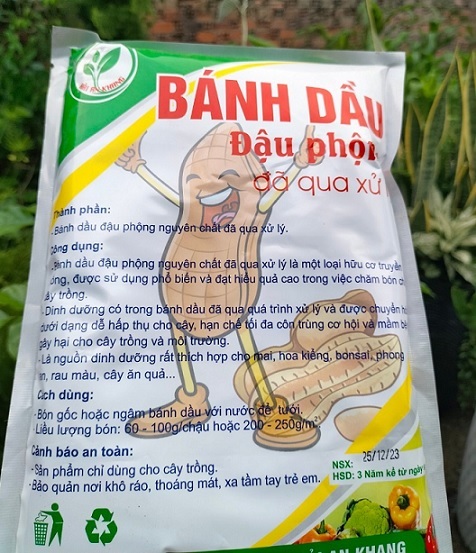 AN KHANG
BÁNH DẦU
Đậu phộn
đã qua xử
Thành phần:
-Bánh dầu đậu phộng nguyên chất đã qua xử lý.
Công dụng:
-Bánh dầu đậu phộng nguyên chất đã qua xử lý là một loại hữu cơ truyền
, được sử dụng phổ biến và đạt hiệu quả cao trong việc chăm bón
cây trồng.
-Dinh dưỡng có trong bánh dầu đã qua quá trình xử lý và được chuyển
dưới dạng dễ hấp thụ cho cây, hạn chế tối đa côn trùng cơ hội và mầm
gây hại cho cây trồng và môi trường.
-Là nguồn dinh dưỡng rất thích hợp cho mai, hoa kiểng, bonsai, phong
lan, rau màu, cây ăn quả...
Cách dùng:
-Bón gốc hoặc ngâm bánh dầu với nước để tưới.
-Liều lượng bón: 60 - 100g/chậu hoặc 200 - 250g/m²
Cảnh báo an toàn:
-Sản phẩm chỉ dùng cho cây trồng.
-Bảo quản nơi khô ráo, thoáng mát, xa tầm tay trẻ em.
NSX: 25/12/23
HSD: 3 Năm kể từ ngày
AN KHANG